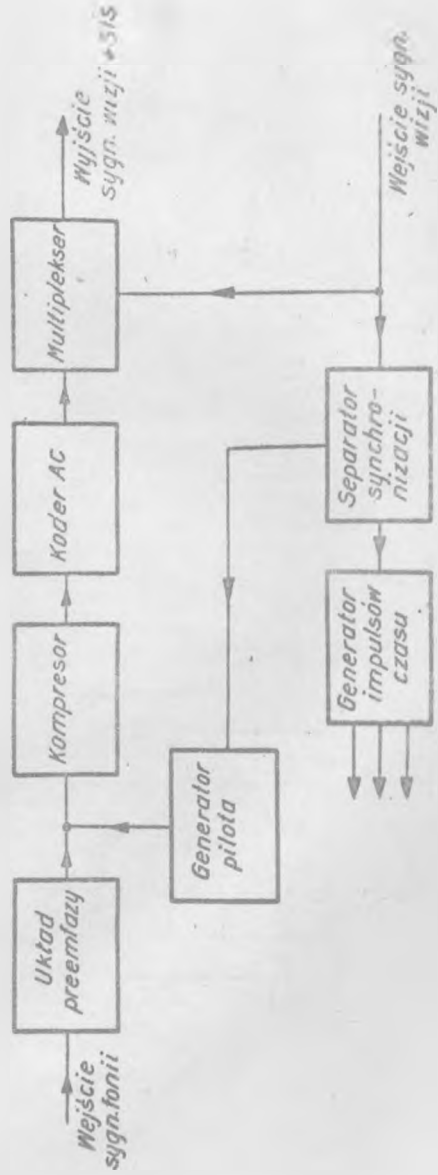 Wejście
sygn. fonii
Układ
preemfazy
Kompresor
Koder AC
Multiplekser
Wyjście
sygn. wizji +SIS
Generator
pilota
Generator
impulsów
czasu
Separator
synchro-
nizacji
Wejście sygn.
wizji